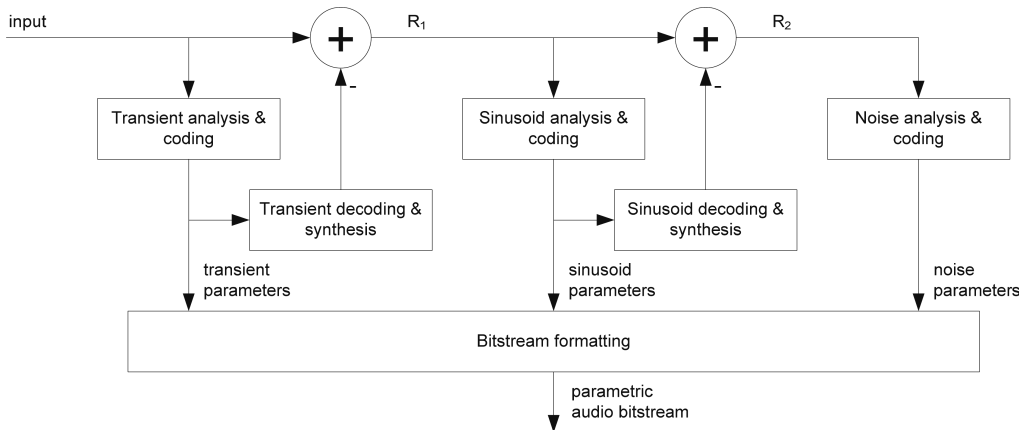 input
R₁
R₂
+
+
-
-
Transient analysis &
coding
Sinusoid analysis &
coding
Noise analysis &
coding
Transient decoding &
synthesis
Sinusoid decoding &
synthesis
transient
parameters
sinusoid
parameters
noise
parameters
Bitstream formatting
parametric
audio bitstream